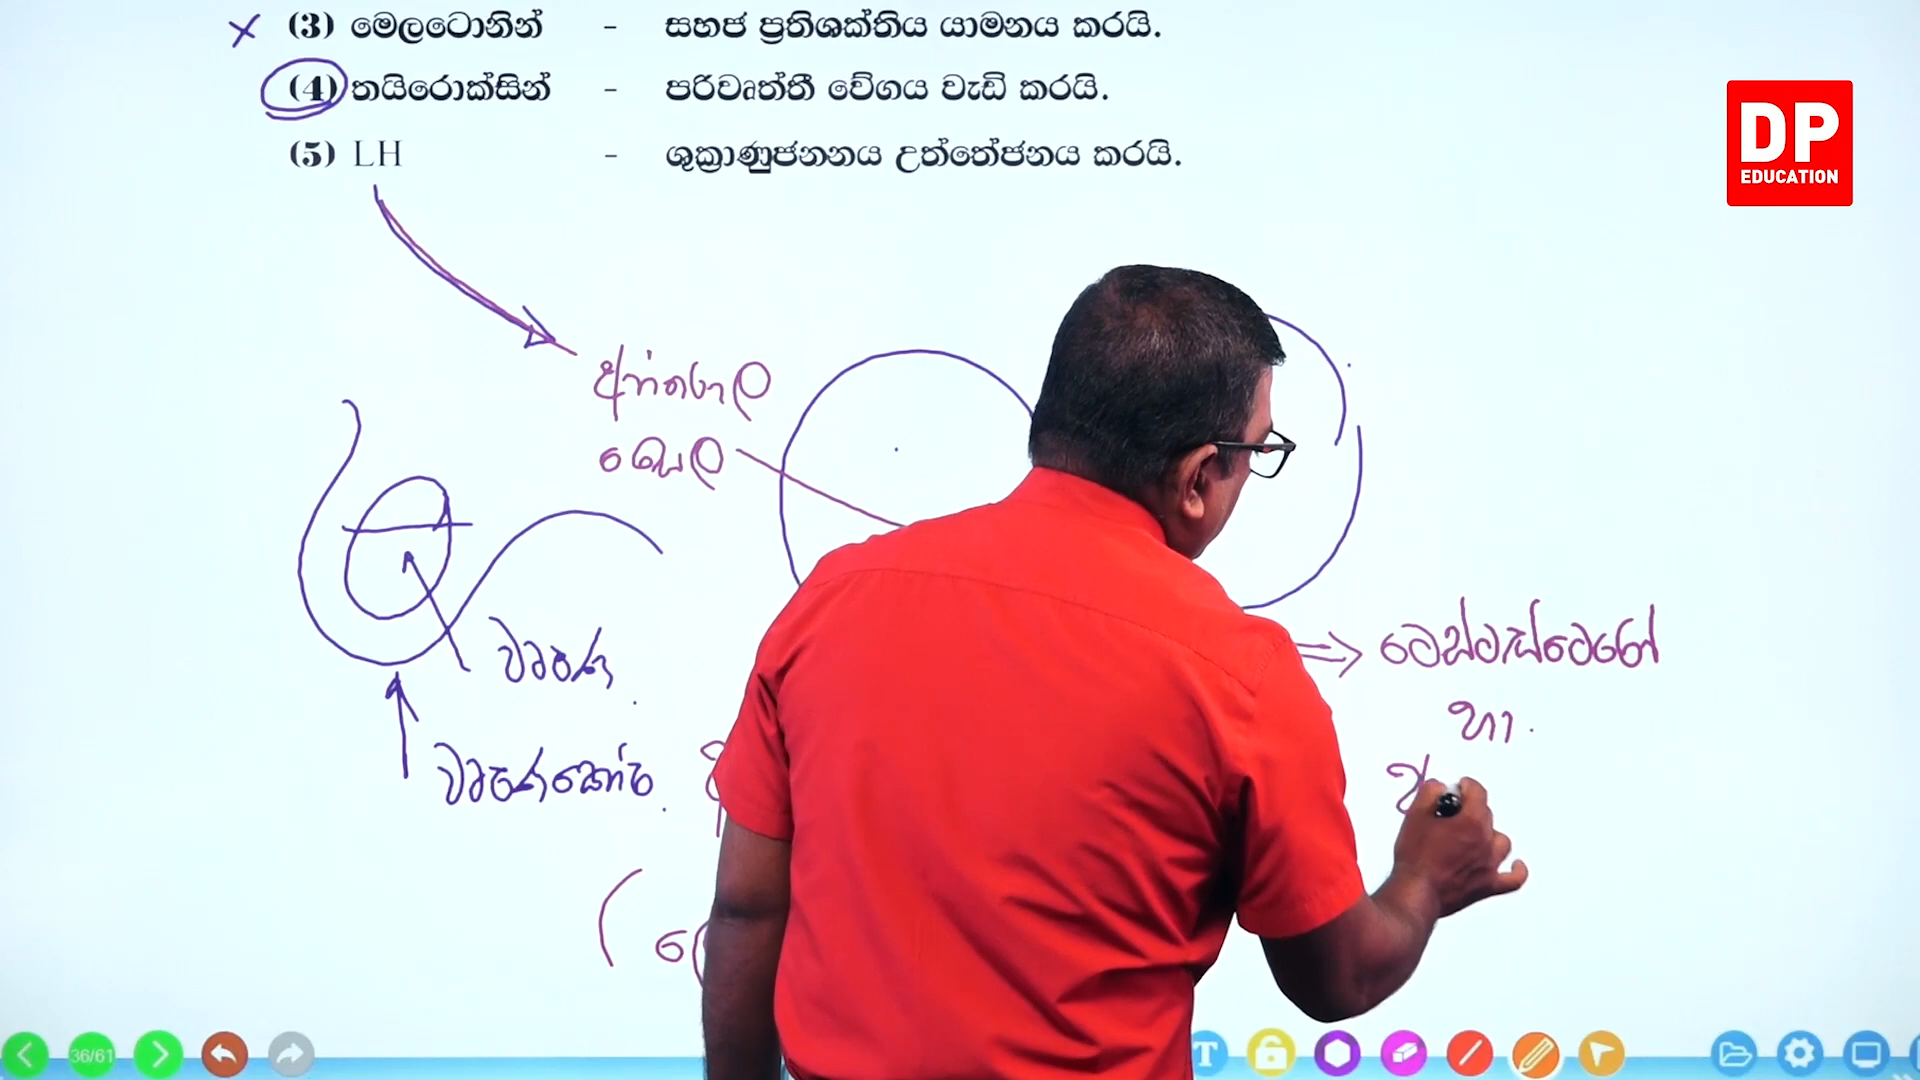 (3) මෙලටොනින් - සහජ ප්‍රතිශක්තිය යාමනය කරයි.
(4) තයිරොක්සින් - පරිවෘත්තී වේගය වැඩි කරයි.
(5) LH - ශුක්‍රාණුජනනය උත්තේජනය කරයි.
DP
EDUCATION
අන්තරාල
සෛල
වෘෂණ
වෘෂණකෝෂ
ටෙස්ටැස්ටෙරෝ
හා
36/61
T